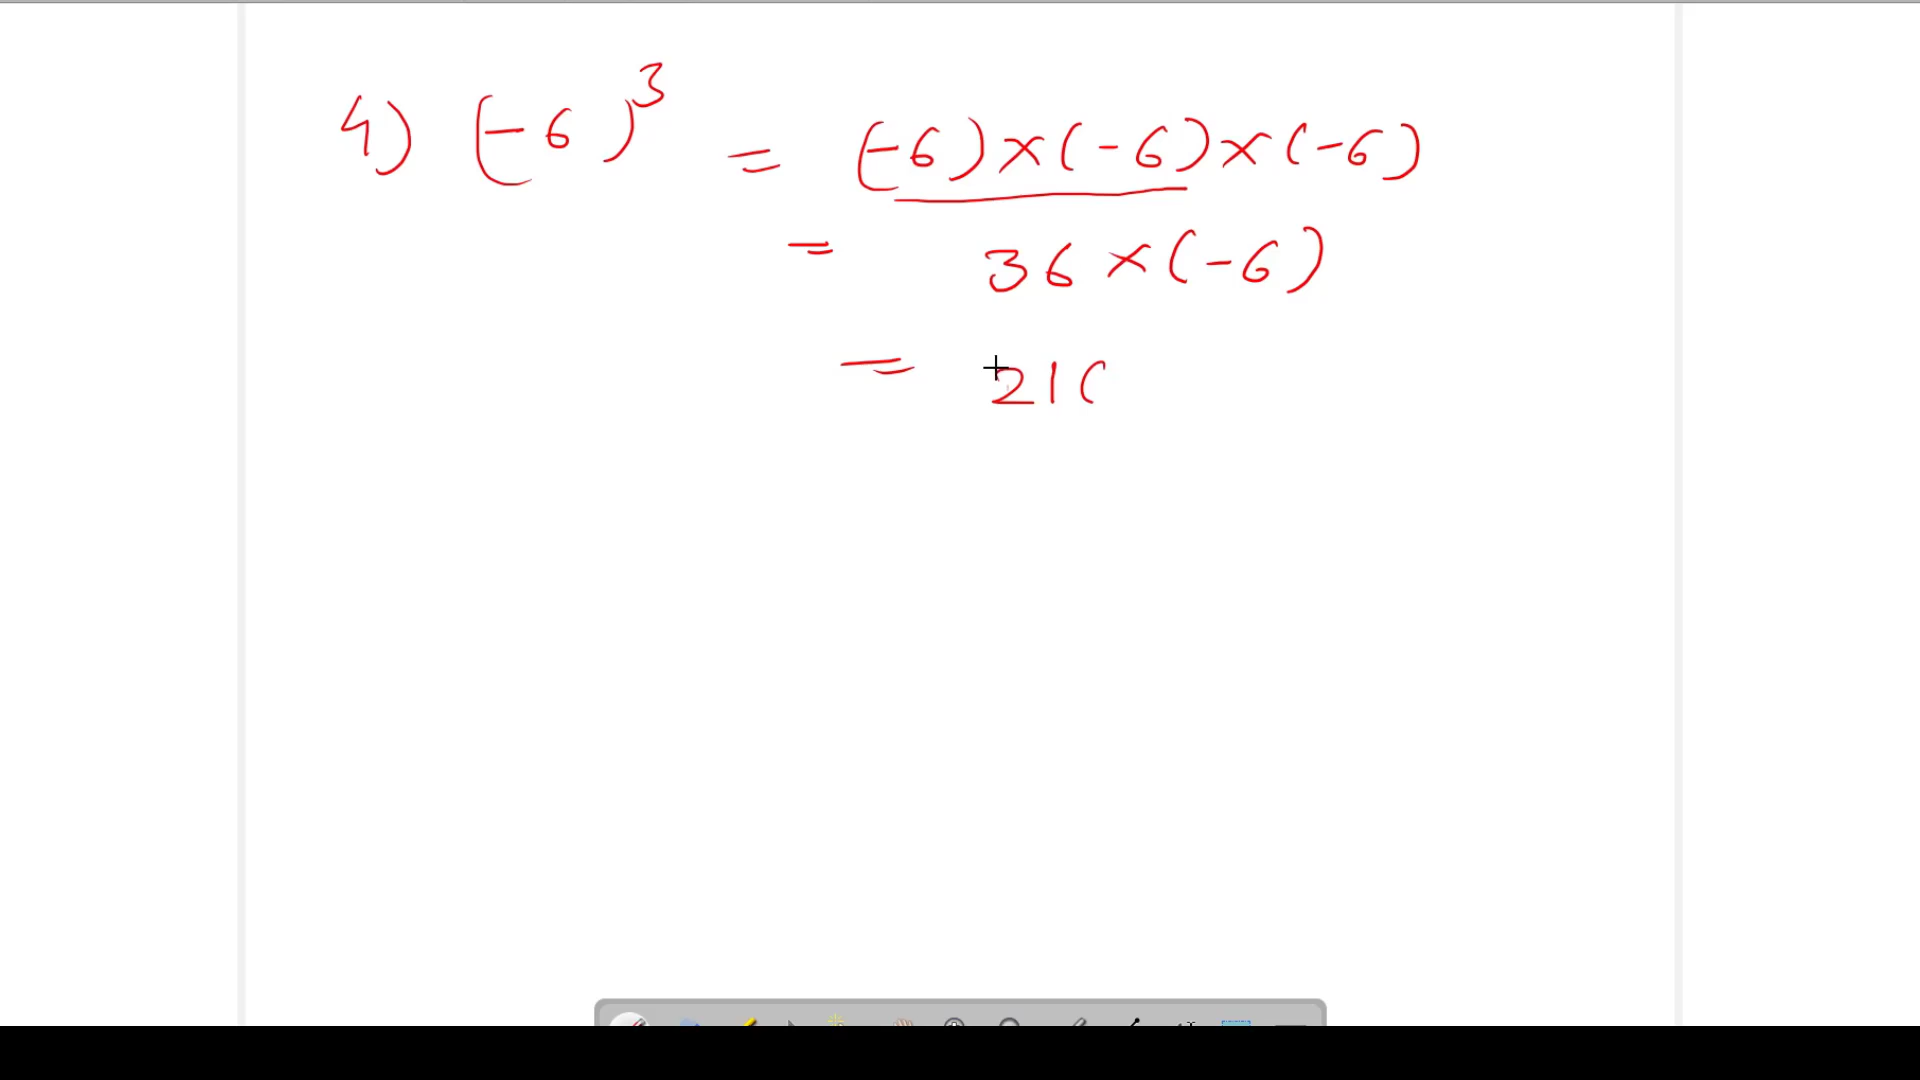 4) (-6)³ = (-6)×(-6)×(-6)
= 36×(-6)
= 21